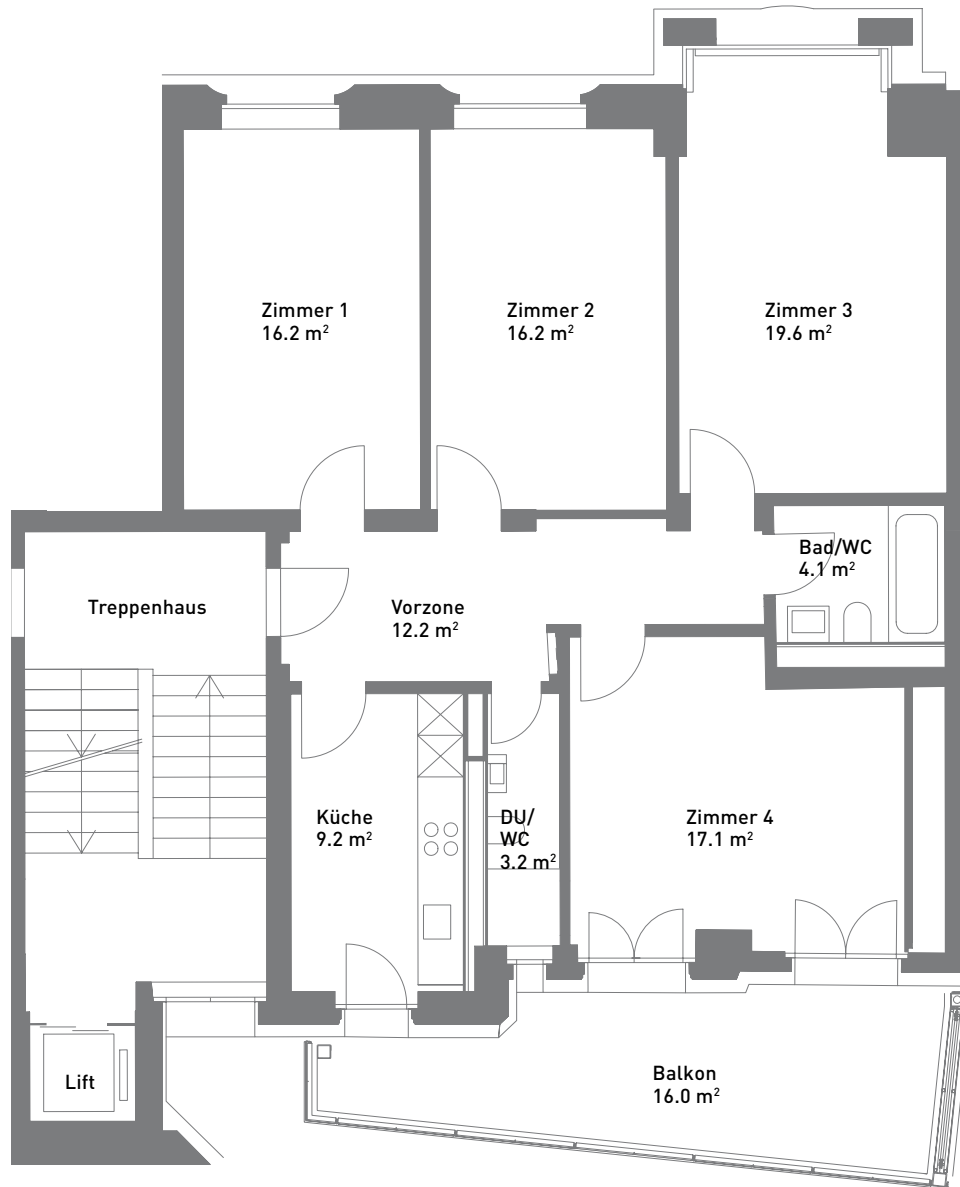 Zimmer 1
16.2 m²
Zimmer 2
16.2 m²
Zimmer 3
19.6 m²
Bad/WC
4.1 m²
Treppenhaus
Vorzone
12.2 m²
Küche
9.2 m²
DU/
WC
3.2 m²
Zimmer 4
17.1 m²
Lift
Balkon
16.0 m²